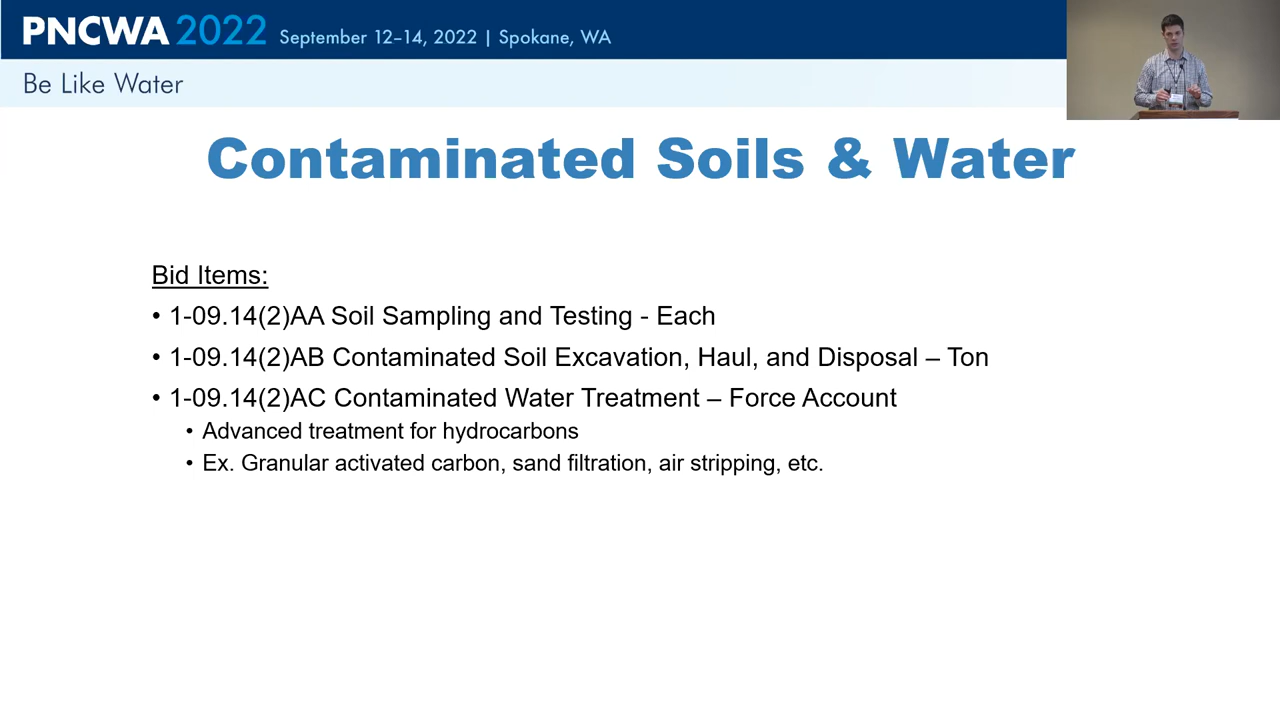 PNCWA 2022 September 12–14, 2022 | Spokane, WA
Be Like Water
Contaminated Soils & Water
Bid Items:
• 1-09.14(2)AA Soil Sampling and Testing - Each
• 1-09.14(2)AB Contaminated Soil Excavation, Haul, and Disposal – Ton
• 1-09.14(2)AC Contaminated Water Treatment – Force Account
• Advanced treatment for hydrocarbons
• Ex. Granular activated carbon, sand filtration, air stripping, etc.